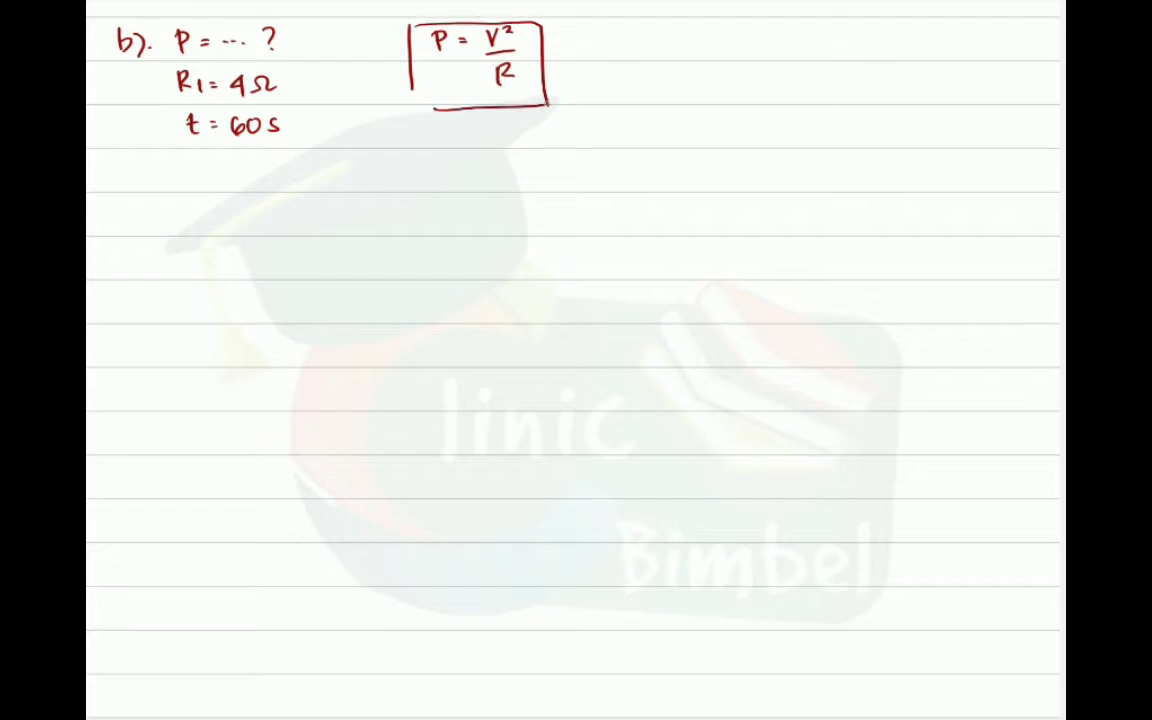 b). P = ... ?
R1 = 4Ω
t = 60 s
P = V²/R
linic
Bimbel